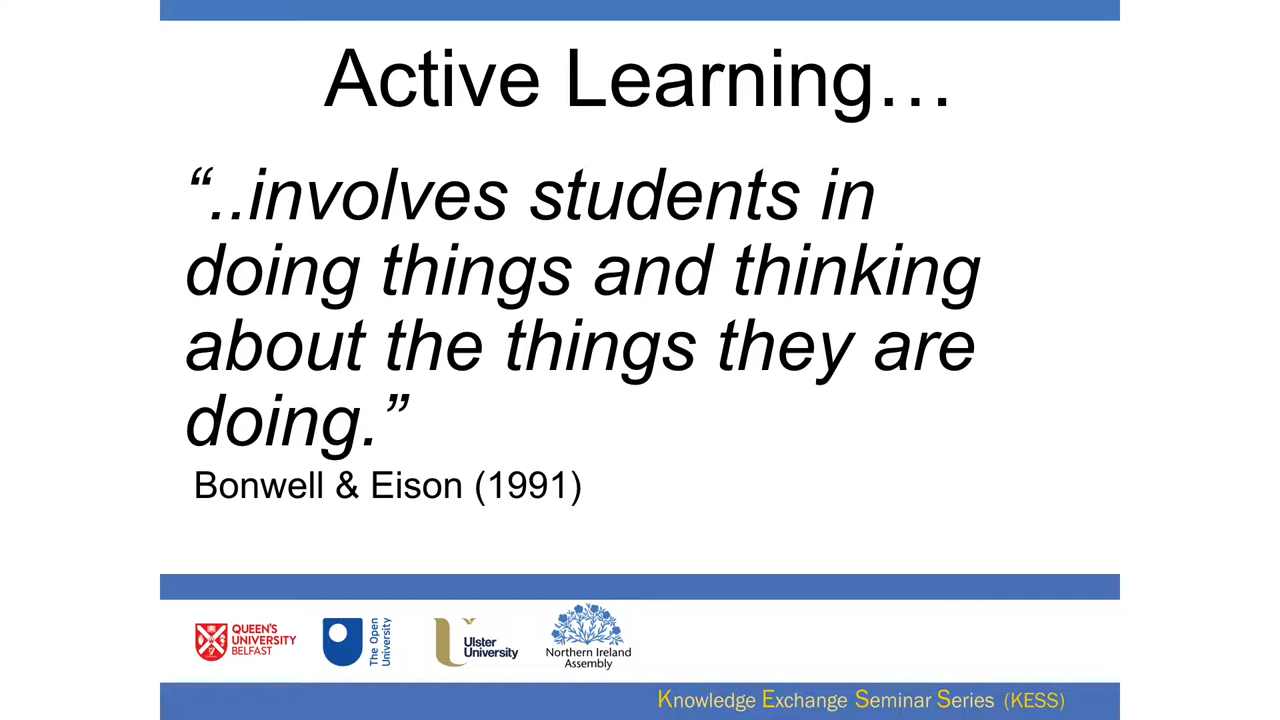 Active Learning…
“..involves students in
doing things and thinking
about the things they are
doing.”
Bonwell & Eison (1991)
QUEEN'S
UNIVERSITY
BELFAST
The Open
University
Ulster
University
Northern Ireland
Assembly
Knowledge Exchange Seminar Series (KESS)